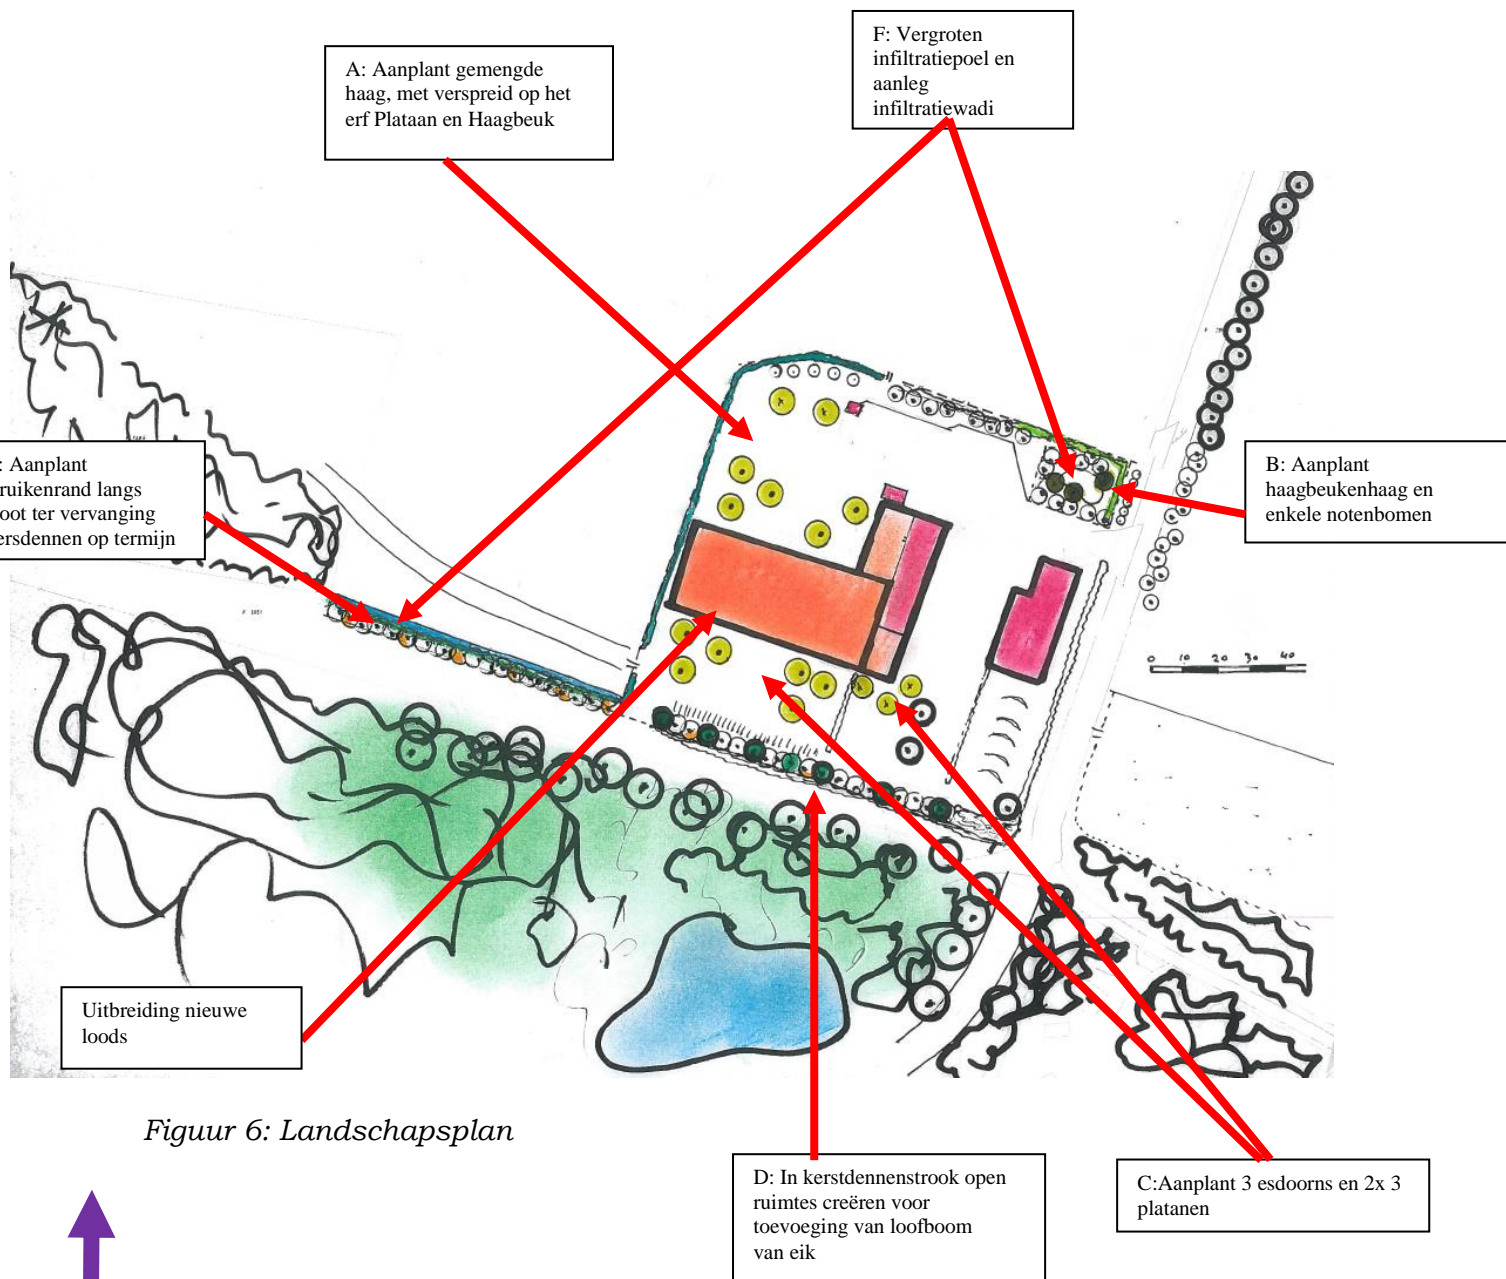 A: Aanplant gemengde
haag, met verspreid op het
erf Plataan en Haagbeuk
F: Vergroten
infiltratiepoel en
aanleg
infiltratiewadi
: Aanplant
ruikenrand langs
oot ter vervanging
ersdennen op termijn
B: Aanplant
haagbeukenhaag en
enkele notenbomen
0 10 20 30 40
Uitbreiding nieuwe
loods
Figuur 6: Landschapsplan
D: In kerstdennenstrook open
ruimtes creëren voor
toevoeging van loofboom
van eik
C:Aanplant 3 esdoorns en 2x 3
platanen